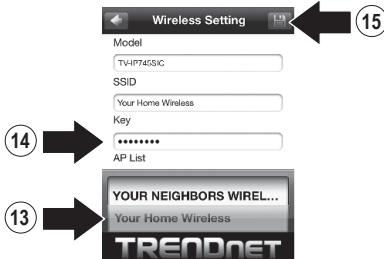 Wireless Setting
15
Model
TV-IP745SIC
SSID
Your Home Wireless
Key
14
••••••••
AP List
YOUR NEIGHBORS WIREL...
13
Your Home Wireless
TRENDNET